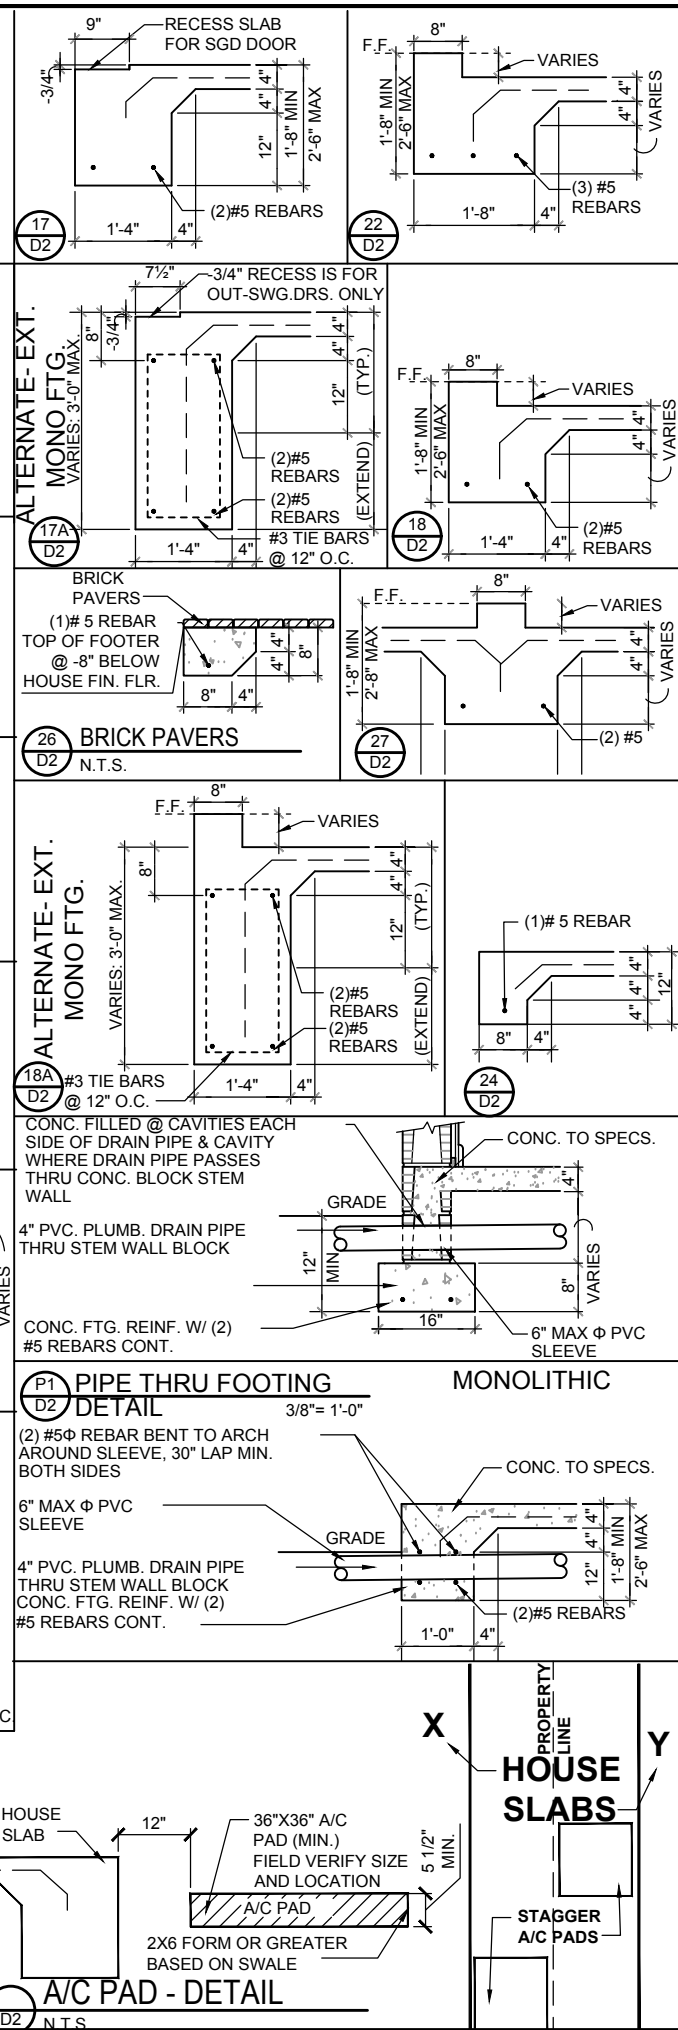 9"
RECESS SLAB
FOR SGD DOOR
-3/4"
4"
4"
12"
1'-8" MIN
2'-6" MAX
(2)#5 REBARS
1'-4"
4"
17
D2
8"
F.F.
VARIES
1'-8" MIN
2'-6" MAX
4"
4"
VARIES
(3) #5
REBARS
1'-8"
4"
22
D2
ALTERNATE- EXT.
MONO FTG.
VARIES: 3'-0" MAX.
7½"
-3/4" RECESS IS FOR
OUT-SWG.DRS. ONLY
8"
-3/4"
4"
4"
12"
(TYP.)
(EXTEND)
(2)#5
REBARS
(2)#5
REBARS
#3 TIE BARS
@ 12" O.C.
1'-4"
4"
17A
D2
8"
F.F.
VARIES
1'-8" MIN
2'-6" MAX
4"
4"
VARIES
(2)#5
REBARS
1'-4"
4"
18
D2
BRICK
PAVERS
(1)# 5 REBAR
TOP OF FOOTER
@ -8" BELOW
HOUSE FIN. FLR.
4"
4"
8"
8"
4"
26
D2
BRICK PAVERS
N.T.S.
8"
F.F.
VARIES
1'-8" MIN
2'-8" MAX
4"
4"
VARIES
(2) #5
27
D2
ALTERNATE- EXT.
MONO FTG.
8"
F.F.
VARIES
8"
VARIES: 3'-0" MAX.
4"
4"
12"
(TYP.)
(EXTEND)
(2)#5
REBARS
(2)#5
REBARS
1'-4"
4"
18A
D2
#3 TIE BARS
@ 12" O.C.
(1)# 5 REBAR
4"
4"
4"
12"
8"
4"
24
D2
CONC. FILLED @ CAVITIES EACH
SIDE OF DRAIN PIPE & CAVITY
WHERE DRAIN PIPE PASSES
THRU CONC. BLOCK STEM
WALL
CONC. TO SPECS.
GRADE
4"
4" PVC. PLUMB. DRAIN PIPE
THRU STEM WALL BLOCK
12"
MIN
8"
VARIES
VARIES
16"
CONC. FTG. REINF. W/ (2)
#5 REBARS CONT.
6" MAX Φ PVC
SLEEVE
P1
D2
PIPE THRU FOOTING
DETAIL
3/8"= 1'-0"
MONOLITHIC
(2) #5Φ REBAR BENT TO ARCH
AROUND SLEEVE, 30" LAP MIN.
BOTH SIDES
CONC. TO SPECS.
6" MAX Φ PVC
SLEEVE
GRADE
4"
4"
12"
1'-8" MIN
2'-6" MAX
4" PVC. PLUMB. DRAIN PIPE
THRU STEM WALL BLOCK
CONC. FTG. REINF. W/ (2)
#5 REBARS CONT.
(2)#5 REBARS
1'-0"
4"
C
X
PROPERTY
LINE
Y
HOUSE
SLABS
HOUSE
SLAB
12"
36"X36" A/C
PAD (MIN.)
FIELD VERIFY SIZE
AND LOCATION
5 1/2"
MIN.
A/C PAD
2X6 FORM OR GREATER
BASED ON SWALE
STAGGER
A/C PADS
D2
A/C PAD - DETAIL
N.T.S